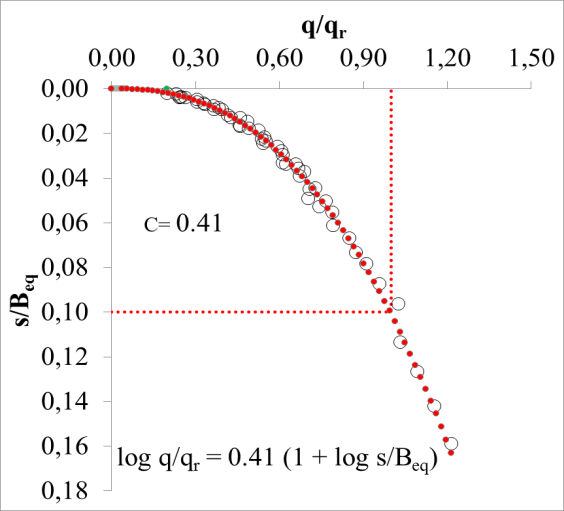 q/qr
0,00 0,30 0,60 0,90 1,20 1,50
0,00
0,02
0,04
0,06
C= 0.41
0,08
s/Beq
0,10
0,12
0,14
0,16
log q/qr = 0.41 (1 + log s/Beq)
0,18